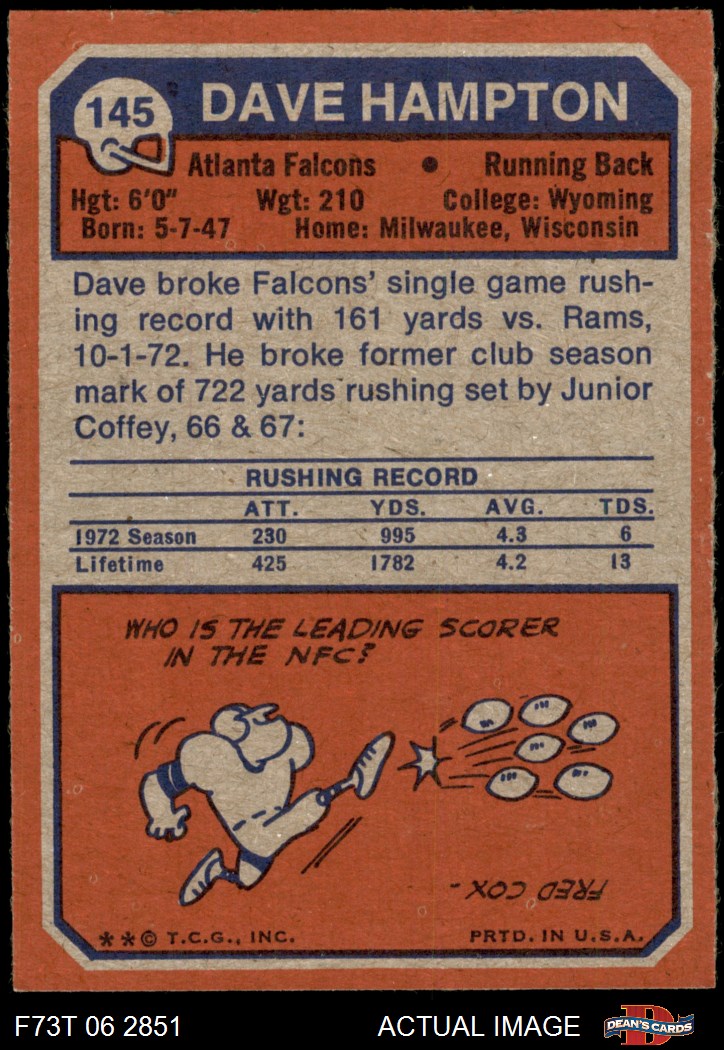 145
DAVE HAMPTON
Atlanta Falcons • Running Back
Hgt: 6'0" Wgt: 210 College: Wyoming
Born: 5-7-47 Home: Milwaukee, Wisconsin
Dave broke Falcons' single game rush-
ing record with 161 yards vs. Rams,
10-1-72. He broke former club season
mark of 722 yards rushing set by Junior
Coffey, 66 & 67:
RUSHING RECORD
ATT. YDS. AVG. TDS.
1972 Season 230 995 4.3 6
Lifetime 425 1782 4.2 13
WHO IS THE LEADING SCORER
IN THE NFC?
FRED COX.
**© T.C.G., INC. PRTD. IN U.S.A.
F73T 06 2851 ACTUAL IMAGE
D
DEAN'S CARDS